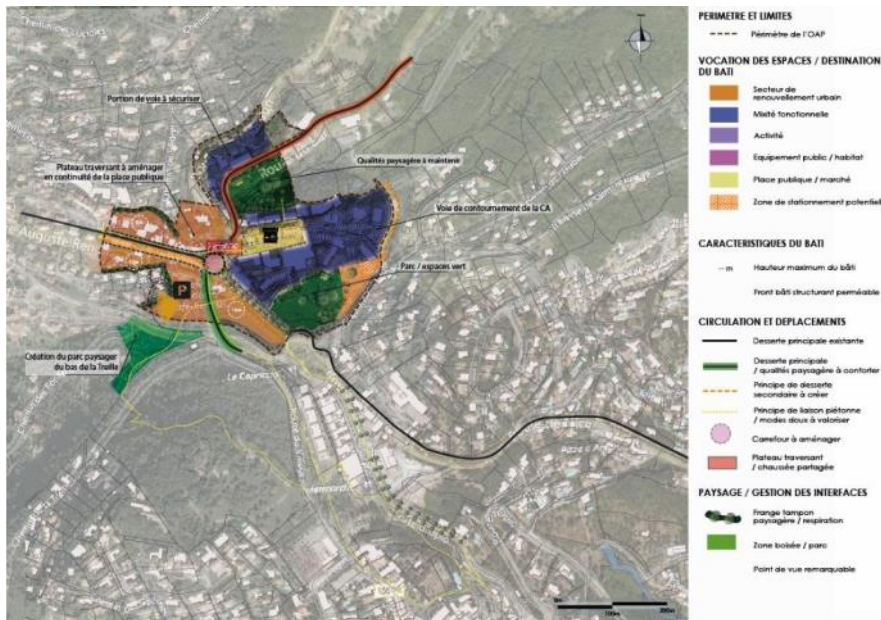 PERIMETRE ET LIMITES
Périmètre de l'OAP
VOCATION DES ESPACES / DESTINATION
DU BATI
Secteur de
renouvellement urbain
Mixité fonctionnelle
Activité
Equipement public / habitat
Place publique / marché
Zone de stationnement potentiel
CARACTERISTIQUES DU BATI
Hauteur maximum du bâti
Front bâti structurant perméable
CIRCULATION ET DEPLACEMENTS
Desserte principale existante
Desserte principale
/ qualités paysagère à conforter
Principe de desserte
secondaire à créer
Principe de liaison piétonne
/ modes doux à valoriser
Carrefour à aménager
Plateau traversant
/ chaussée partagée
PAYSAGE / GESTION DES INTERFACES
Frange tampon
paysagère / respiration
Zone boisée / parc
Point de vue remarquable
Portion de voie à sécuriser
Plateau traversant à aménager
en continuité de la place publique
Qualités paysagère à maintenir
Voie de contournement de la CA
Parc / espaces vert
P
Création du parc paysager
du bas de la Treille
Auguste
Le Capricorn
0m
100m
200m